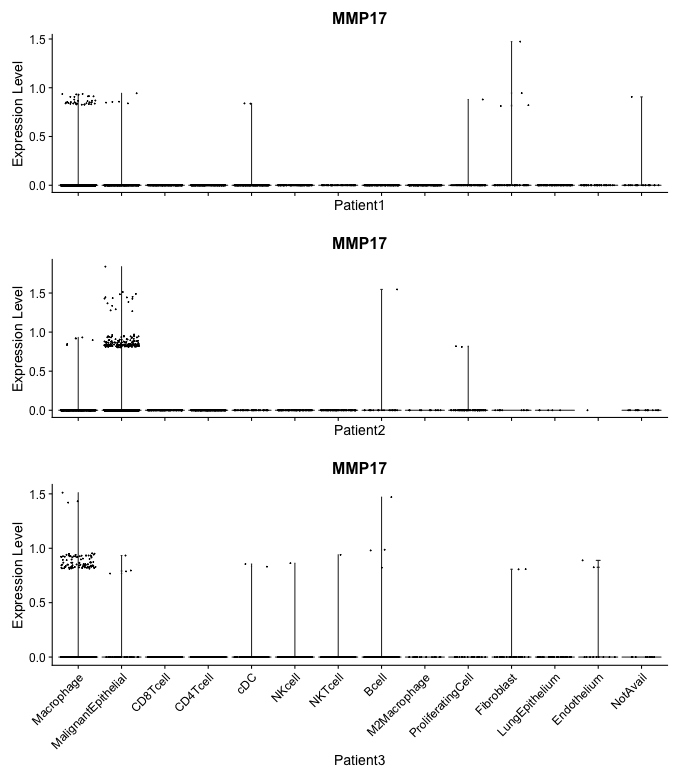 MMP17
Expression Level
1.5
1.0
0.5
0.0
Patient1
MMP17
Expression Level
1.5
1.0
0.5
0.0
Patient2
MMP17
Expression Level
1.5
1.0
0.5
0.0
Macrophage
MalignantEpithelial
CD8Tcell
CD4Tcell
cDC
NKcell
NKTcell
Bcell
M2Macrophage
ProliferatingCell
Fibroblast
LungEpithelium
Endothelium
NotAvail
Patient3